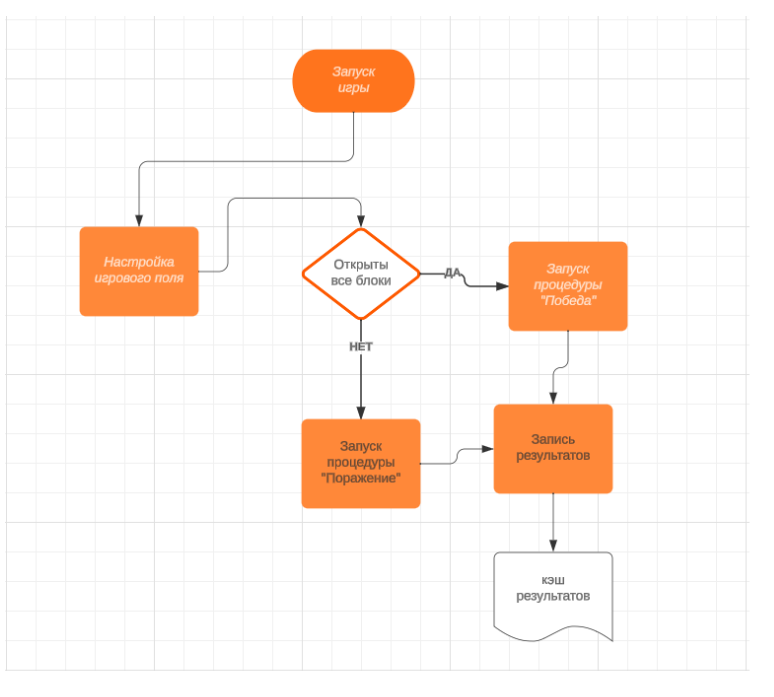 Запуск
игры
Настройка
игрового поля
Открыты
все блоки
ДА
Запуск
процедуры
"Победа"
НЕТ
Запуск
процедуры
"Поражение"
Запись
результатов
кэш
результатов